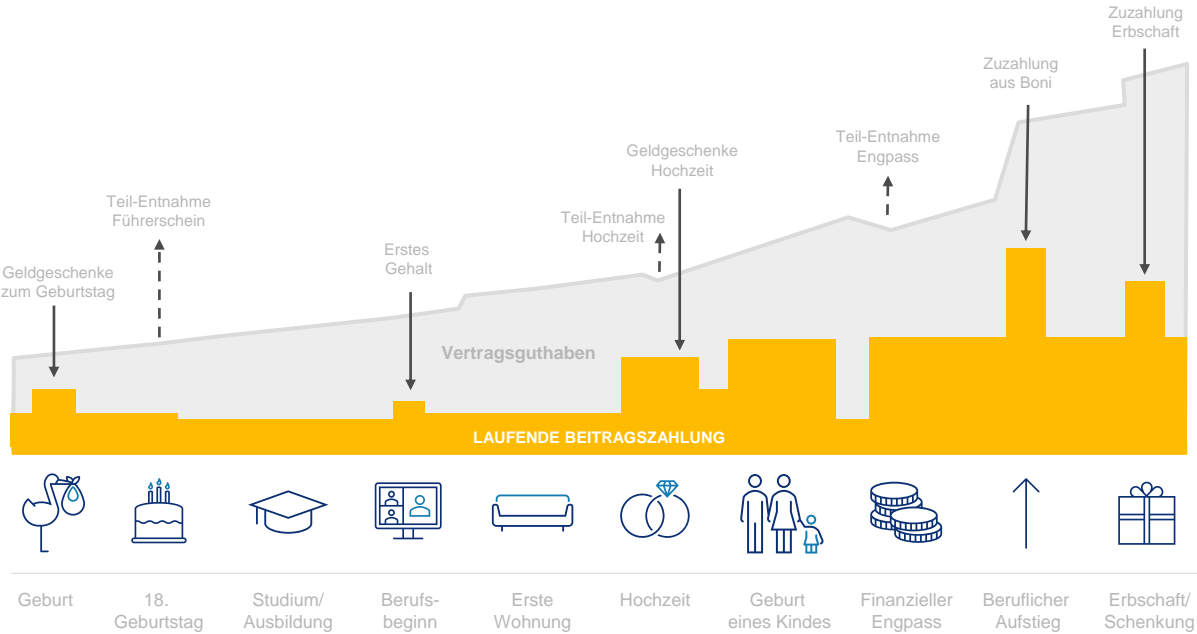 Zuzahlung
Erbschaft
Zuzahlung
aus Boni
Teil-Entnahme
Engpass
Geldgeschenke
Hochzeit
Teil-Entnahme
Führerschein
Teil-Entnahme
Hochzeit
Erstes
Gehalt
Geldgeschenke
zum Geburtstag
Vertragsguthaben
LAUFENDE BEITRAGSZAHLUNG
Geburt
18.
Geburtstag
Studium/
Ausbildung
Berufs-
beginn
Erste
Wohnung
Hochzeit
Geburt
eines Kindes
Finanzieller
Engpass
Beruflicher
Aufstieg
Erbschaft/
Schenkung